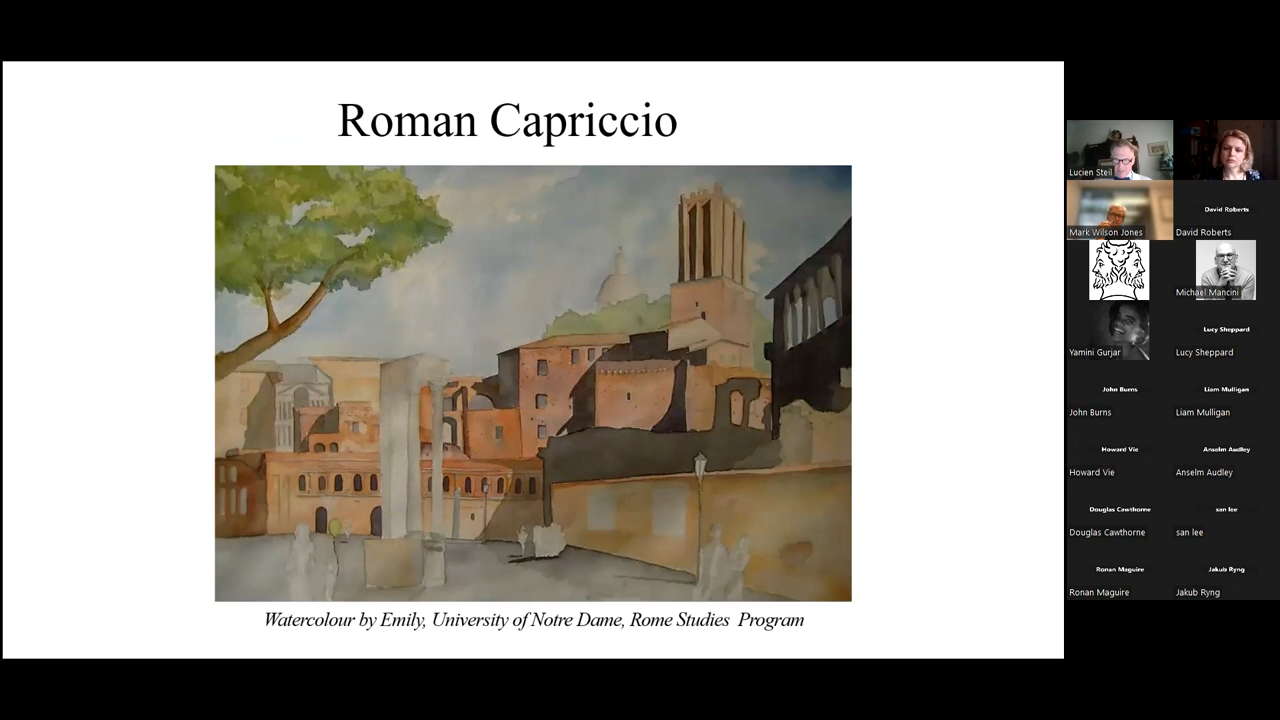 Roman Capriccio
Watercolour by Emily, University of Notre Dame, Rome Studies Program
Lucien Steil
Mark Wilson Jones
David Roberts
David Roberts
Michael Mancini
Yamini Gurjar
Lucy Sheppard
Lucy Sheppard
John Burns
Liam Mulligan
John Burns
Liam Mulligan
Howard Vie
Anselm Audley
Howard Vie
Anselm Audley
Douglas Cawthorne
san lee
Douglas Cawthorne
san lee
Ronan Maguire
Jakub Ryng
Ronan Maguire
Jakub Ryng